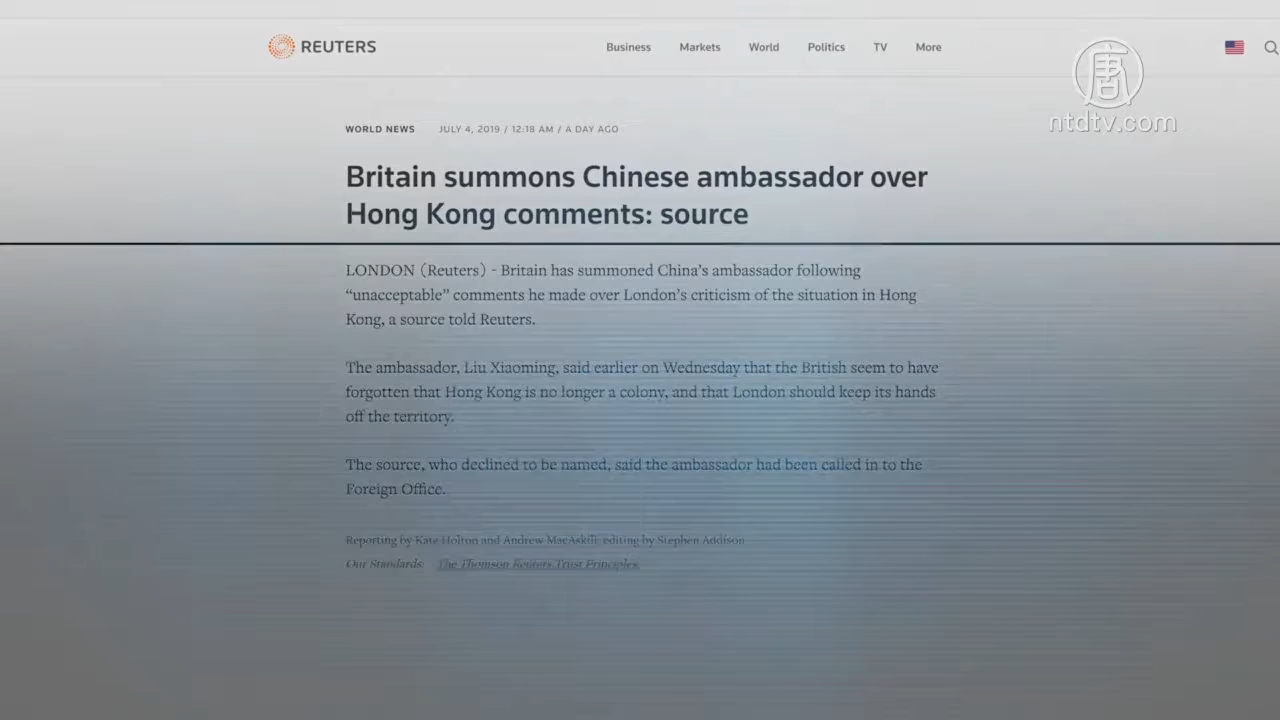 REUTERS
Business Markets World Politics TV More
唐
ntdtv.com
WORLD NEWS JULY 4, 2019 / 12:18 AM / A DAY AGO
Britain summons Chinese ambassador over
Hong Kong comments: source
LONDON (Reuters) - Britain has summoned China’s ambassador following
“unacceptable” comments he made over London’s criticism of the situation in Hong
Kong, a source told Reuters.
The ambassador, Liu Xiaoming, said earlier on Wednesday that the British seem to have
forgotten that Hong Kong is no longer a colony, and that London should keep its hands
off the territory.
The source, who declined to be named, said the ambassador had been called in to the
Foreign Office.
Reporting by Kate Holton and Andrew MacAskill; editing by Stephen Addison
Our Standards: The Thomson Reuters Trust Principles.